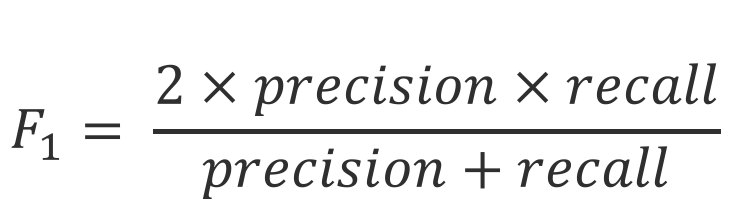 F₁ = 2 × precision × recall
precision + recall